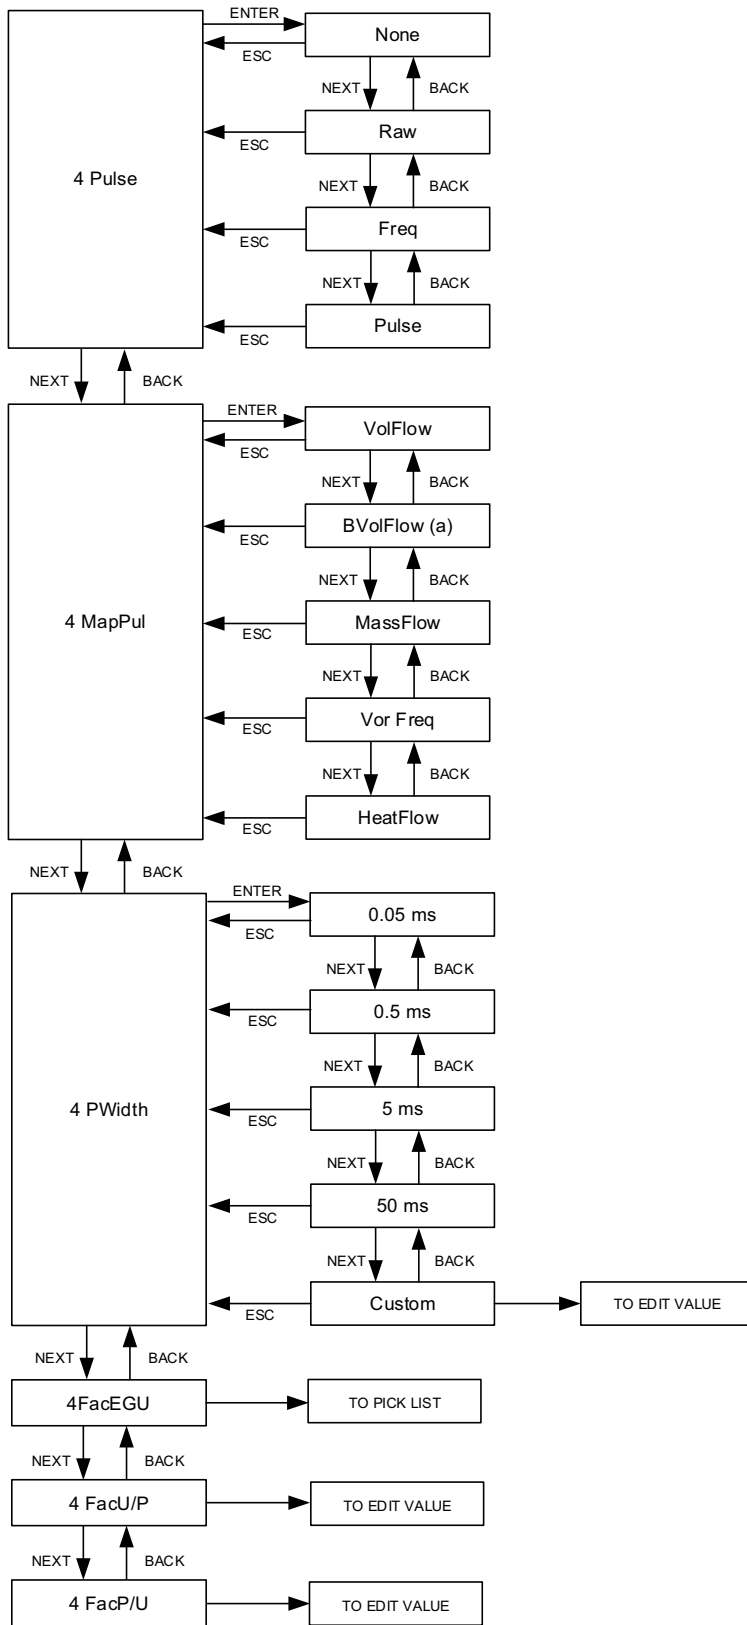 ENTER
None
ESC
NEXT BACK
4 Pulse
Raw
ESC
NEXT BACK
Freq
ESC
NEXT BACK
Pulse
ESC
NEXT BACK
ENTER
VolFlow
ESC
NEXT BACK
BVolFlow (a)
ESC
NEXT BACK
4 MapPul
MassFlow
ESC
NEXT BACK
Vor Freq
ESC
NEXT BACK
HeatFlow
ESC
NEXT BACK
ENTER
0.05 ms
ESC
NEXT BACK
0.5 ms
ESC
NEXT BACK
4 PWidth
5 ms
ESC
NEXT BACK
50 ms
ESC
NEXT BACK
Custom
TO EDIT VALUE
ESC
NEXT BACK
4FacEGU
TO PICK LIST
NEXT BACK
4 FacU/P
TO EDIT VALUE
NEXT BACK
4 FacP/U
TO EDIT VALUE